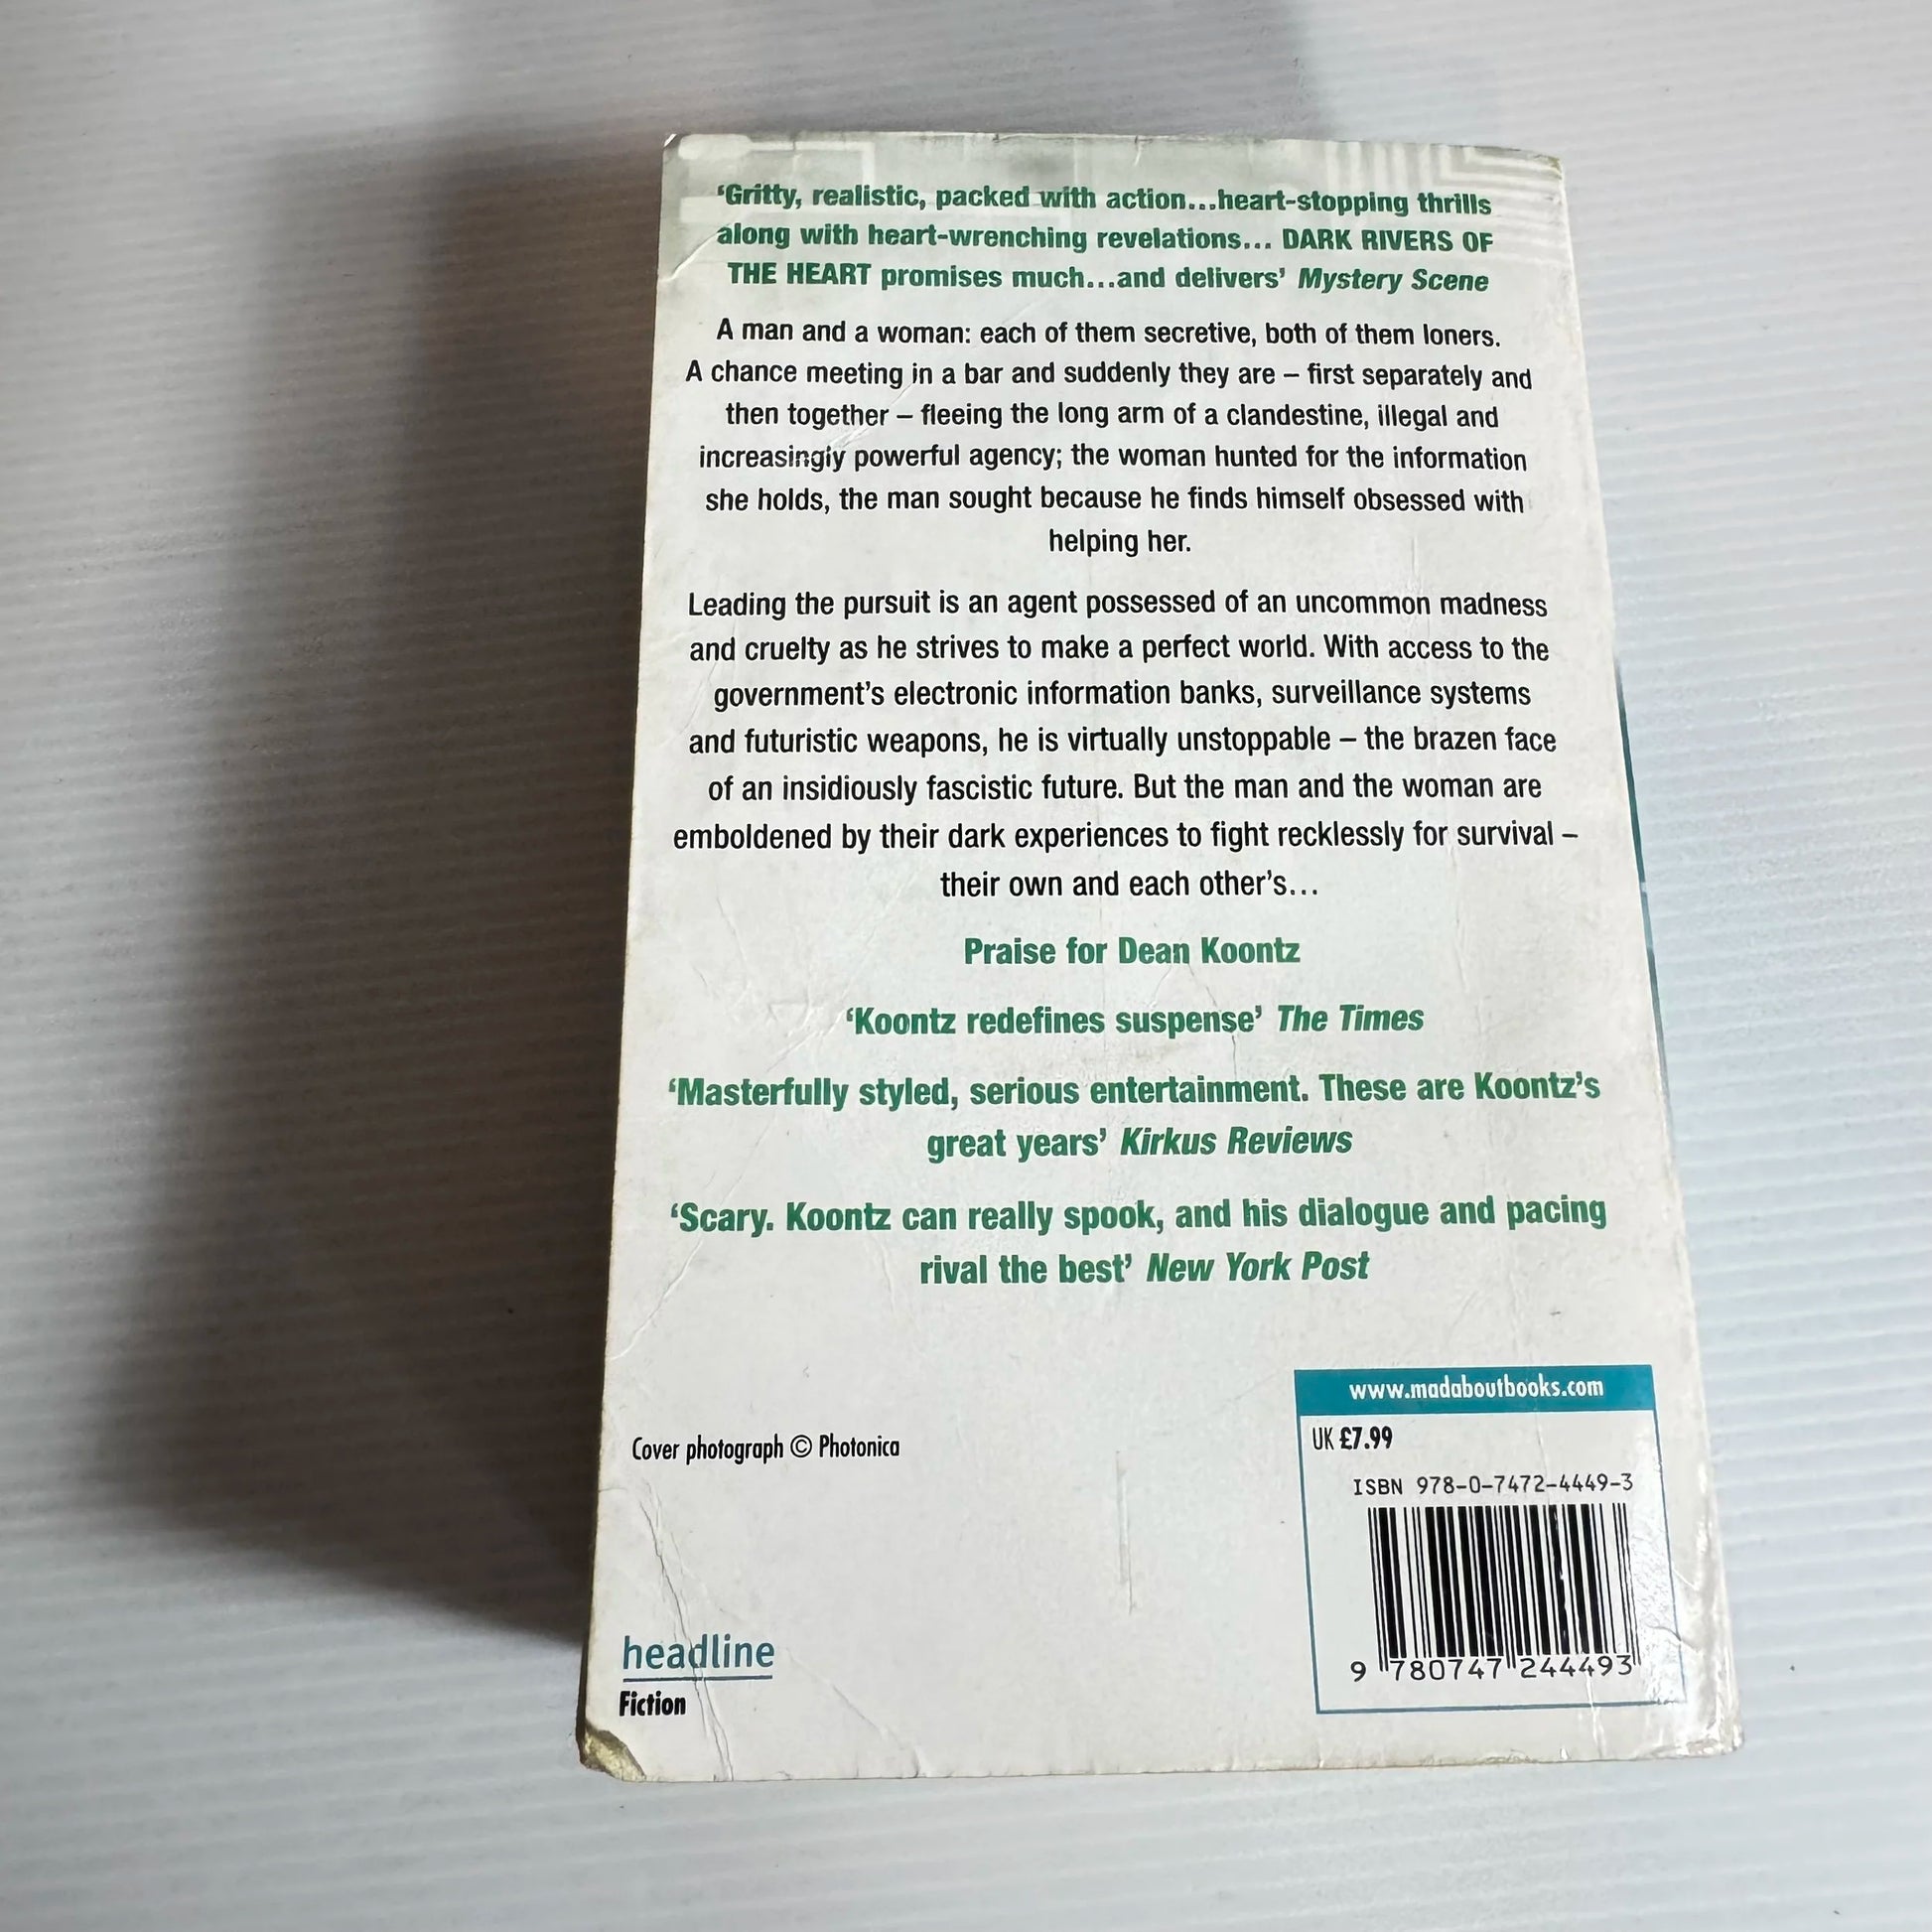 ‘Gritty, realistic, packed with action...heart-stopping thrills
along with heart-wrenching revelations... DARK RIVERS OF
THE HEART promises much...and delivers’ Mystery Scene
A man and a woman: each of them secretive, both of them loners.
A chance meeting in a bar and suddenly they are – first separately and
then together – fleeing the long arm of a clandestine, illegal and
increasingly powerful agency; the woman hunted for the information
she holds, the man sought because he finds himself obsessed with
helping her.
Leading the pursuit is an agent possessed of an uncommon madness
and cruelty as he strives to make a perfect world. With access to the
government’s electronic information banks, surveillance systems
and futuristic weapons, he is virtually unstoppable – the brazen face
of an insidiously fascistic future. But the man and the woman are
emboldened by their dark experiences to fight recklessly for survival –
their own and each other’s...
Praise for Dean Koontz
‘Koontz redefines suspense’ The Times
‘Masterfully styled, serious entertainment. These are Koontz’s
great years’ Kirkus Reviews
‘Scary. Koontz can really spook, and his dialogue and pacing
rival the best’ New York Post
Cover photograph © Photonica
headline
Fiction
www.madaboutbooks.com
UK £7.99
ISBN 978-0-7472-4449-3
9 780747 244493